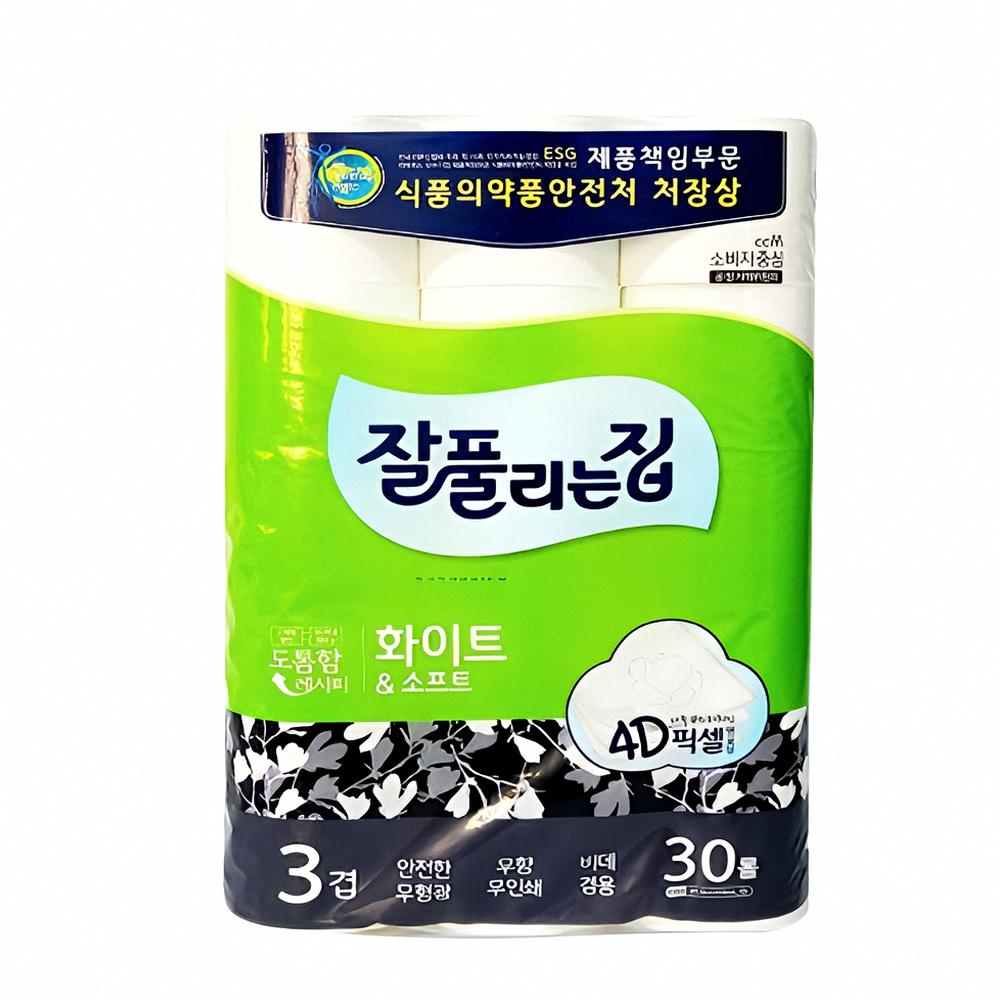 ESG 제품책임부문
식품의약품안전처 처장상
CCM
소비자중심
잘풀리는집
도톰함
레시피
화이트
& 소프트
4D픽셀
3겹
안전한
무형광
무향
무인쇄
비데
겸용
30롤